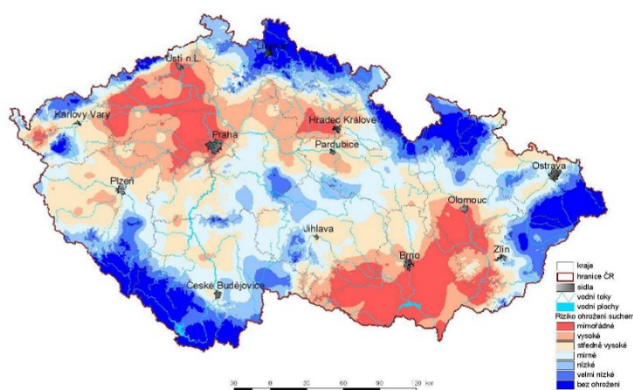 Ústí n.L.
Karlovy Vary
Praha
Hradec Králové
Pardubice
Plzeň
Ostrava
Olomouc
Jihlava
Zlín
Brno
České Budějovice
kraje
hranice ČR
sídla
vodní toky
vodní plochy
Riziko ohrožení suchem
mimořádné
vysoké
středně vysoké
mírné
nízké
velmi nízké
bez ohrožení
30 0 30 60 90 120 km